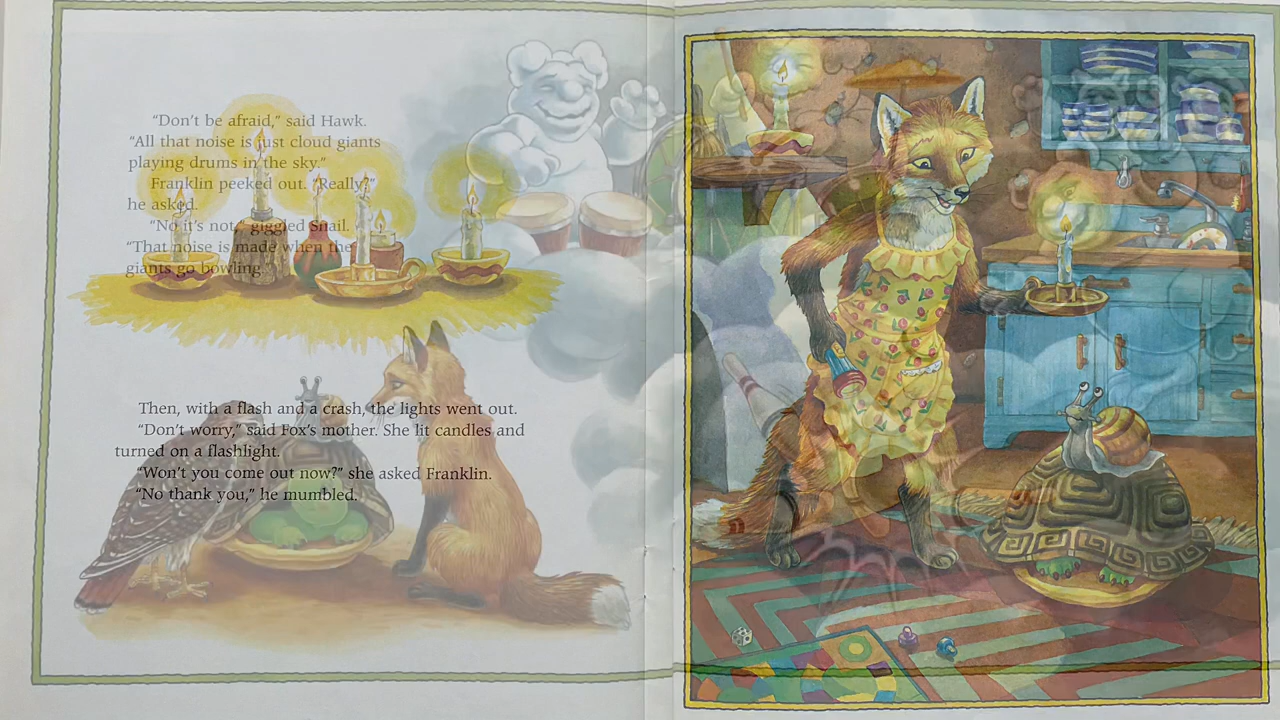 “Don’t be afraid,” said Hawk.
“All that noise is just cloud giants
playing drums in the sky.”
Franklin peeked out. “Really?”
he asked.
“No it’s not,” giggled Snail.
“That noise is made when the
giants go bowling.”
Then, with a flash and a crash, the lights went out.
“Don’t worry,” said Fox’s mother. She lit candles and
turned on a flashlight.
“Won’t you come out now?” she asked Franklin.
“No thank you,” he mumbled.